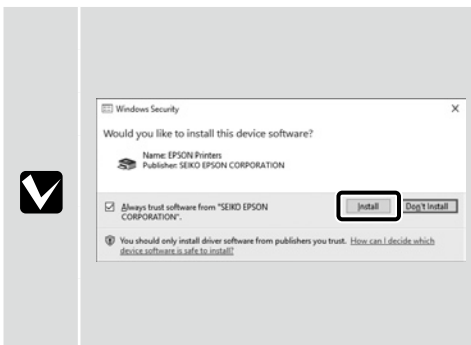 Windows Security
Would you like to install this device software?
Name: EPSON Printers
Publisher: SEIKO EPSON CORPORATION
Always trust software from "SEIKO EPSON
CORPORATION".
Install
Don't Install
You should only install driver software from publishers you trust. How can I decide which
device software is safe to install?